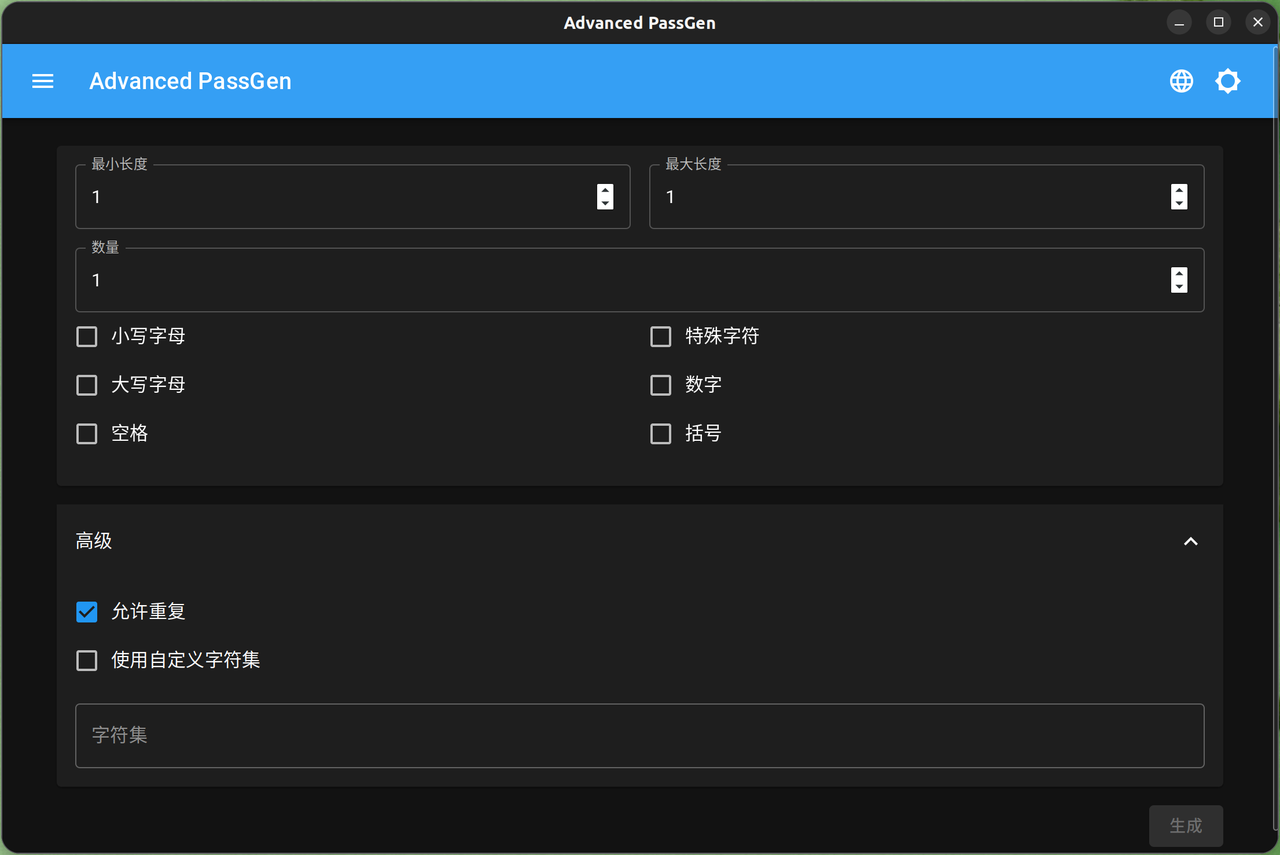 Advanced PassGen
Advanced PassGen
最小长度
最大长度
1
1
数量
1
小写字母
特殊字符
大写字母
数字
空格
括号
高级
允许重复
使用自定义字符集
字符集
生成